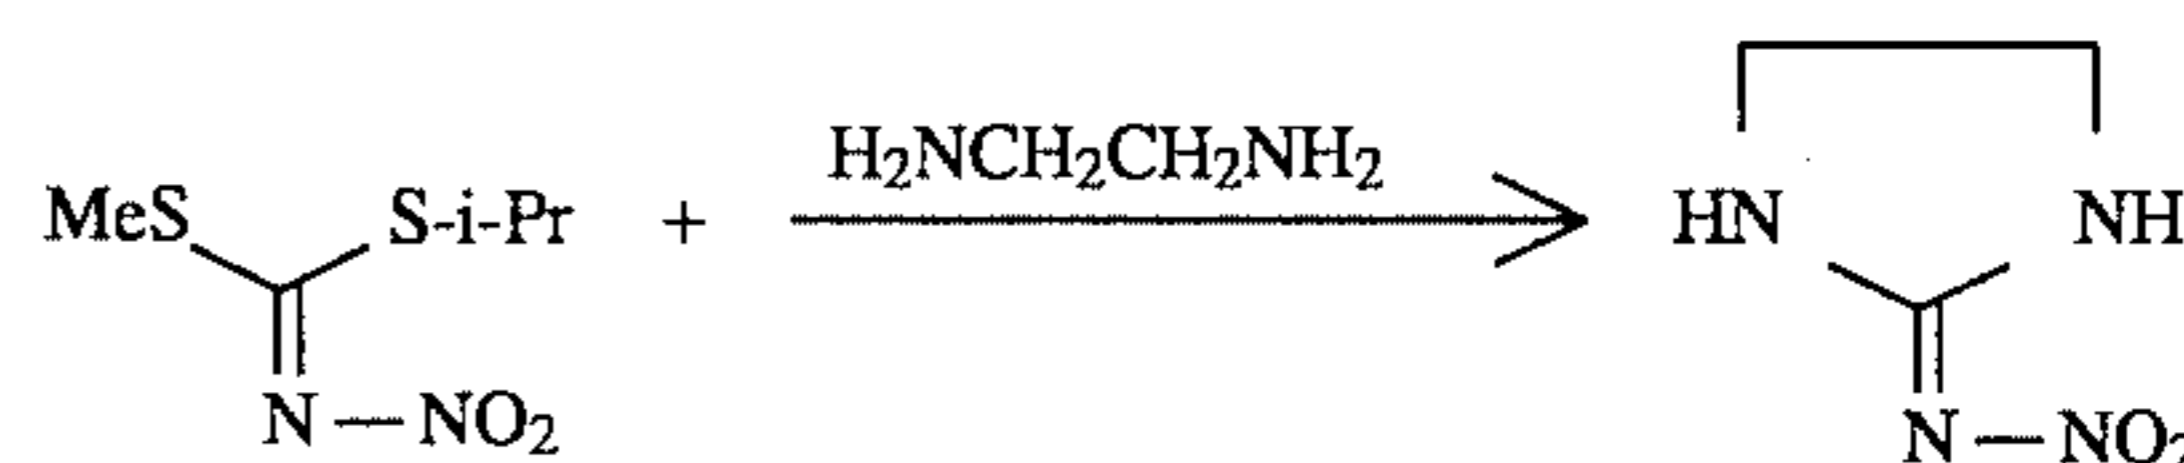 H₂NCH₂CH₂NH₂
MeS S-i-Pr + HN NH
N — NO₂ N — NO₂